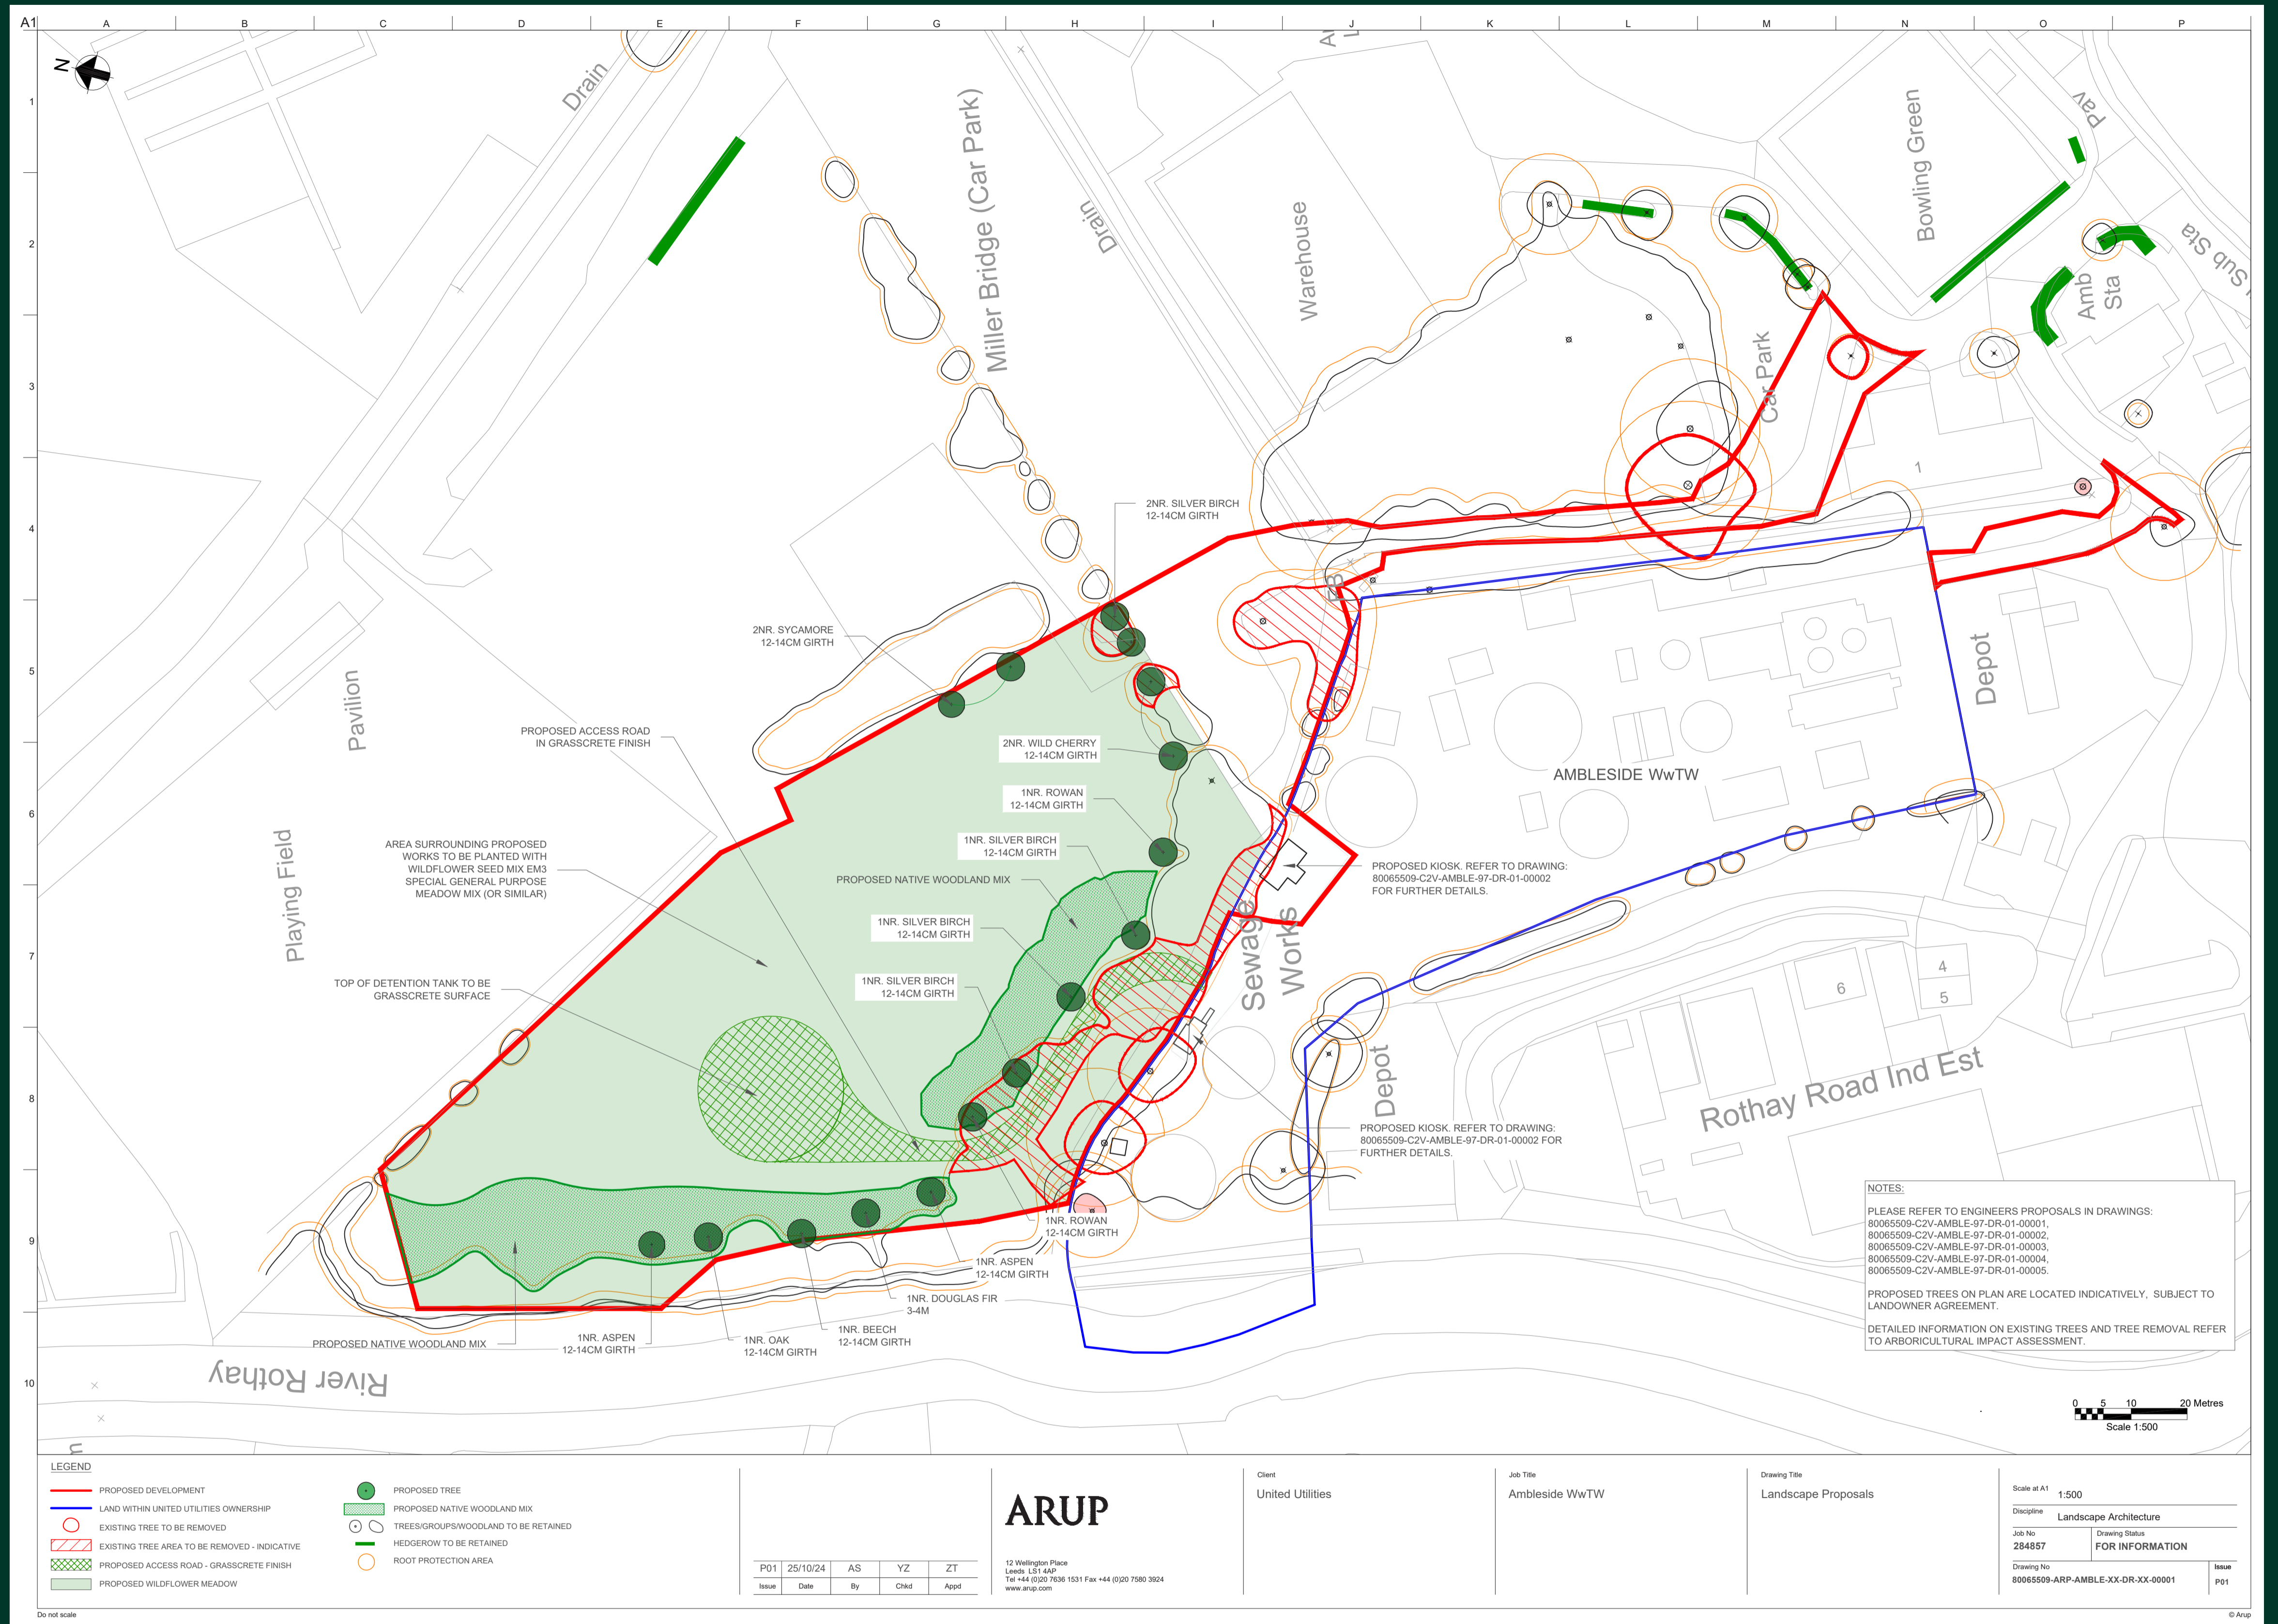 A1
A B C D E F G H I J K L M N O P
1
2
3
4
5
6
7
8
9
10
N
Drain
Miller Bridge (Car Park)
Drain
Warehouse
Car Park
Bowling Green
Pav
Amb
Sta
Sub Sta
1
FB
2NR. SILVER BIRCH
12-14CM GIRTH
2NR. SYCAMORE
12-14CM GIRTH
Pavilion
Playing Field
PROPOSED ACCESS ROAD
IN GRASSCRETE FINISH
2NR. WILD CHERRY
12-14CM GIRTH
1NR. ROWAN
12-14CM GIRTH
1NR. SILVER BIRCH
12-14CM GIRTH
AREA SURROUNDING PROPOSED
WORKS TO BE PLANTED WITH
WILDFLOWER SEED MIX EM3
SPECIAL GENERAL PURPOSE
MEADOW MIX (OR SIMILAR)
PROPOSED NATIVE WOODLAND MIX
1NR. SILVER BIRCH
12-14CM GIRTH
TOP OF DETENTION TANK TO BE
GRASSCRETE SURFACE
1NR. SILVER BIRCH
12-14CM GIRTH
AMBLESIDE WwTW
Depot
PROPOSED KIOSK. REFER TO DRAWING:
80065509-C2V-AMBLE-97-DR-01-00002
FOR FURTHER DETAILS.
Sewage
Works
Depot
PROPOSED KIOSK. REFER TO DRAWING:
80065509-C2V-AMBLE-97-DR-01-00002 FOR
FURTHER DETAILS.
6
4
5
Rothay Road Ind Est
1NR. ROWAN
12-14CM GIRTH
1NR. ASPEN
12-14CM GIRTH
1NR. DOUGLAS FIR
3-4M
1NR. BEECH
12-14CM GIRTH
1NR. OAK
12-14CM GIRTH
1NR. ASPEN
12-14CM GIRTH
PROPOSED NATIVE WOODLAND MIX
River Rothay
NOTES:
PLEASE REFER TO ENGINEERS PROPOSALS IN DRAWINGS:
80065509-C2V-AMBLE-97-DR-01-00001,
80065509-C2V-AMBLE-97-DR-01-00002,
80065509-C2V-AMBLE-97-DR-01-00003,
80065509-C2V-AMBLE-97-DR-01-00004,
80065509-C2V-AMBLE-97-DR-01-00005.
PROPOSED TREES ON PLAN ARE LOCATED INDICATIVELY, SUBJECT TO
LANDOWNER AGREEMENT.
DETAILED INFORMATION ON EXISTING TREES AND TREE REMOVAL REFER
TO ARBORICULTURAL IMPACT ASSESSMENT.
0 5 10 20 Metres
Scale 1:500
LEGEND
PROPOSED DEVELOPMENT
LAND WITHIN UNITED UTILITIES OWNERSHIP
EXISTING TREE TO BE REMOVED
EXISTING TREE AREA TO BE REMOVED - INDICATIVE
PROPOSED ACCESS ROAD - GRASSCRETE FINISH
PROPOSED WILDFLOWER MEADOW
PROPOSED TREE
PROPOSED NATIVE WOODLAND MIX
TREES/GROUPS/WOODLAND TO BE RETAINED
HEDGEROW TO BE RETAINED
ROOT PROTECTION AREA
P01 25/10/24 AS YZ ZT
Issue Date By Chkd Appd
ARUP
12 Wellington Place
Leeds LS1 4AP
Tel +44 (0)20 7636 1531 Fax +44 (0)20 7580 3924
www.arup.com
Client
United Utilities
Job Title
Ambleside WwTW
Drawing Title
Landscape Proposals
Scale at A1 1:500
Discipline Landscape Architecture
Job No
284857
Drawing Status
FOR INFORMATION
Drawing No
80065509-ARP-AMBLE-XX-DR-XX-00001
Issue
P01
Do not scale
© Arup